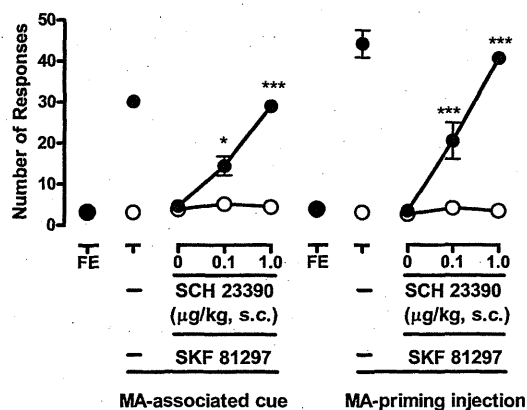 Number of Responses
50
40
30
20
10
0
*
***
***
***
FE
0 0.1 1.0
FE
0 0.1 1.0
– SCH 23390
(µg/kg, s.c.)
– SCH 23390
(µg/kg, s.c.)
– SKF 81297
– SKF 81297
MA-associated cue
MA-priming injection